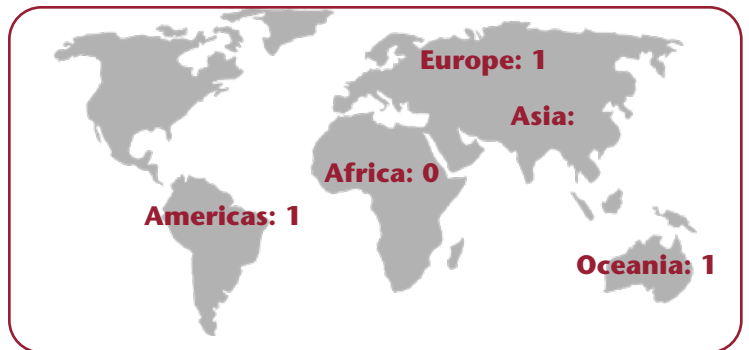 Europe: 1
Asia:
Africa: 0
Americas: 1
Oceania: 1